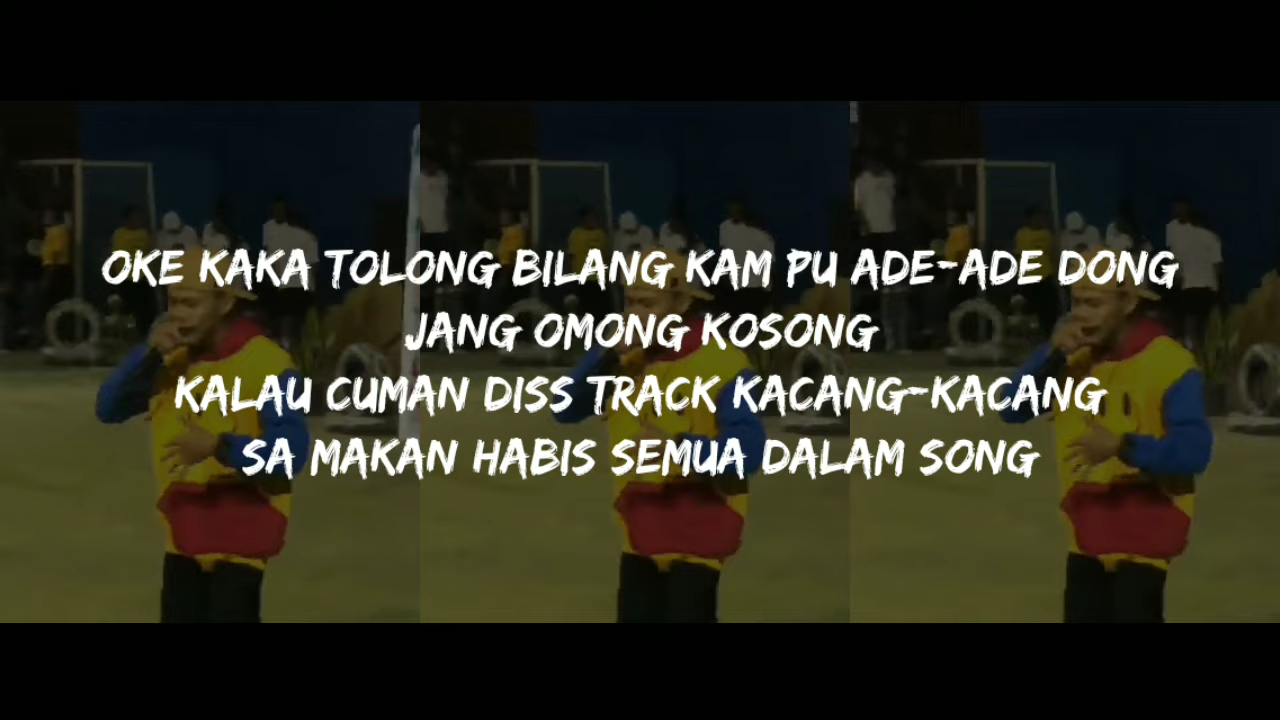 OKE KAKA TOLONG BILANG KAM PU ADE-ADE DONG
JANG OMONG KOSONG
KALAU CUMAN DISS TRACK KACANG-KACANG
SA MAKAN HABIS SEMUA DALAM SONG